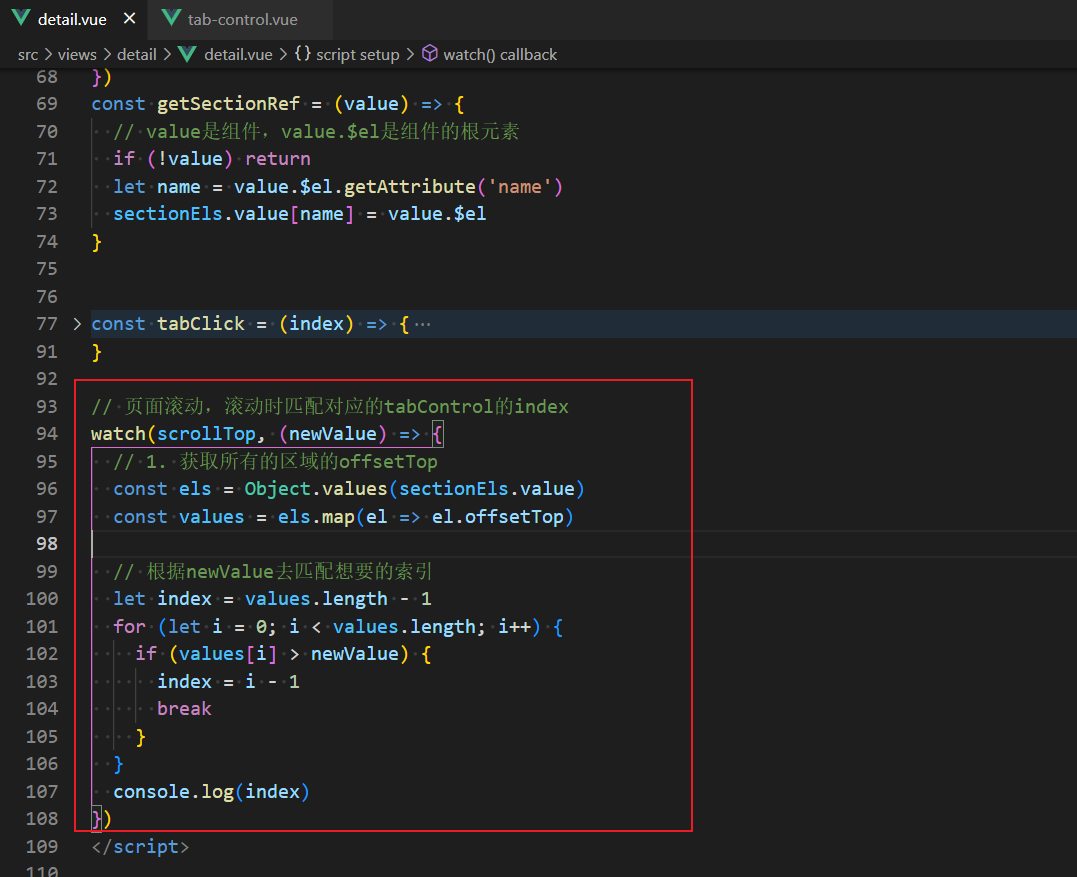 detail.vue × tab-control.vue
src > views > detail > detail.vue > {} script setup > watch() callback
68 })
69 const getSectionRef = (value) => {
70 // value是组件，value.$el是组件的根元素
71 if (!value) return
72 let name = value.$el.getAttribute('name')
73 sectionEls.value[name] = value.$el
74 }
75
76
77 const tabClick = (index) => {…
91 }
92
93 // 页面滚动，滚动时匹配对应的tabControl的index
94 watch(scrollTop, (newValue) => {
95 // 1. 获取所有的区域的offsetTop
96 const els = Object.values(sectionEls.value)
97 const values = els.map(el => el.offsetTop)
98
99 // 根据newValue去匹配想要的索引
100 let index = values.length - 1
101 for (let i = 0; i < values.length; i++) {
102 if (values[i] > newValue) {
103 index = i - 1
104 break
105 }
106 }
107 console.log(index)
108 })
109 </script>
110